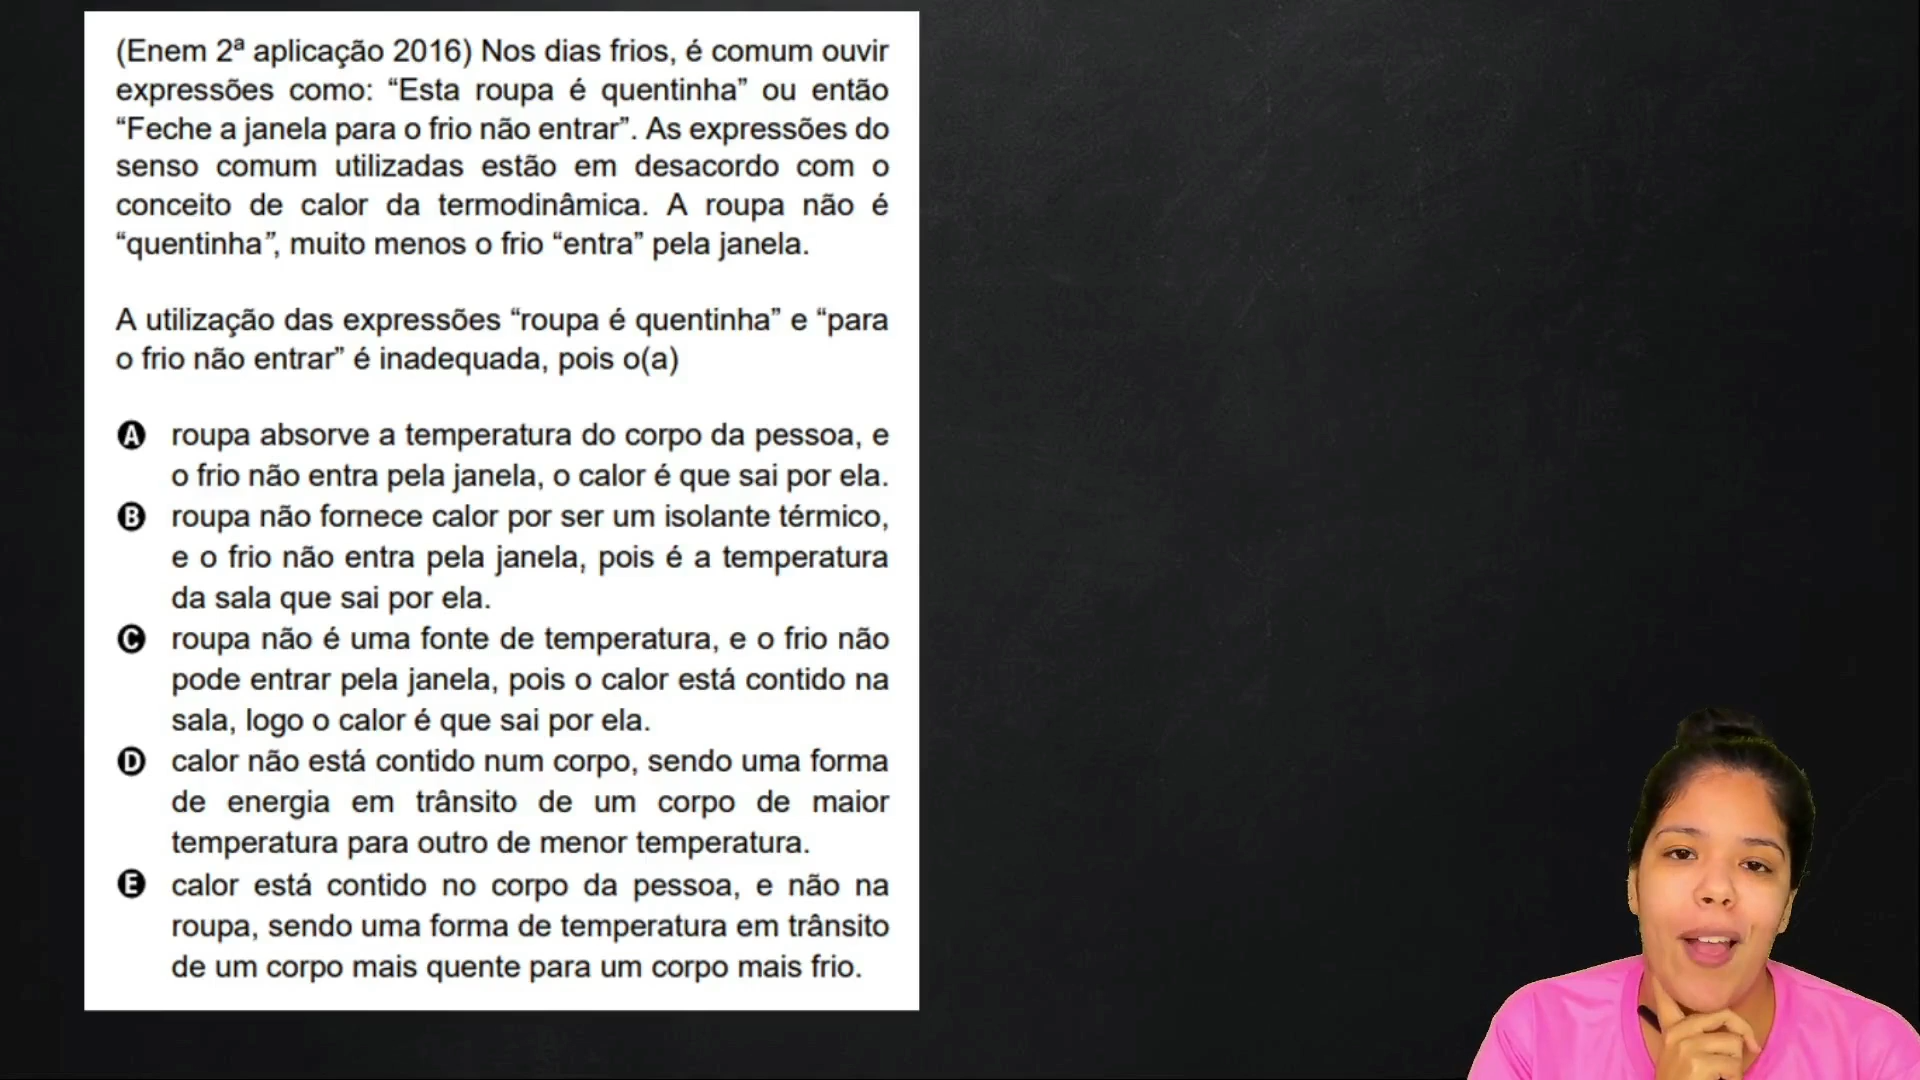 (Enem 2ª aplicação 2016) Nos dias frios, é comum ouvir
expressões como: “Esta roupa é quentinha” ou então
“Feche a janela para o frio não entrar”. As expressões do
senso comum utilizadas estão em desacordo com o
conceito de calor da termodinâmica. A roupa não é
“quentinha”, muito menos o frio “entra” pela janela.
A utilização das expressões “roupa é quentinha” e “para
o frio não entrar” é inadequada, pois o(a)
A roupa absorve a temperatura do corpo da pessoa, e
o frio não entra pela janela, o calor é que sai por ela.
B roupa não fornece calor por ser um isolante térmico,
e o frio não entra pela janela, pois é a temperatura
da sala que sai por ela.
C roupa não é uma fonte de temperatura, e o frio não
pode entrar pela janela, pois o calor está contido na
sala, logo o calor é que sai por ela.
D calor não está contido num corpo, sendo uma forma
de energia em trânsito de um corpo de maior
temperatura para outro de menor temperatura.
E calor está contido no corpo da pessoa, e não na
roupa, sendo uma forma de temperatura em trânsito
de um corpo mais quente para um corpo mais frio.